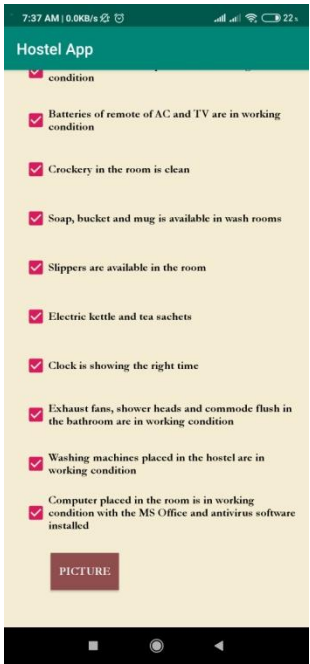 7:37 AM | 0.0KB/s
22
Hostel App
condition
Batteries of remote of AC and TV are in working
condition
Crockery in the room is clean
Soap, bucket and mug is available in wash rooms
Slippers are available in the room
Electric kettle and tea sachets
Clock is showing the right time
Exhaust fans, shower heads and commode flush in
the bathroom are in working condition
Washing machines placed in the hostel are in
working condition
Computer placed in the room is in working
condition with the MS Office and antivirus software
installed
PICTURE